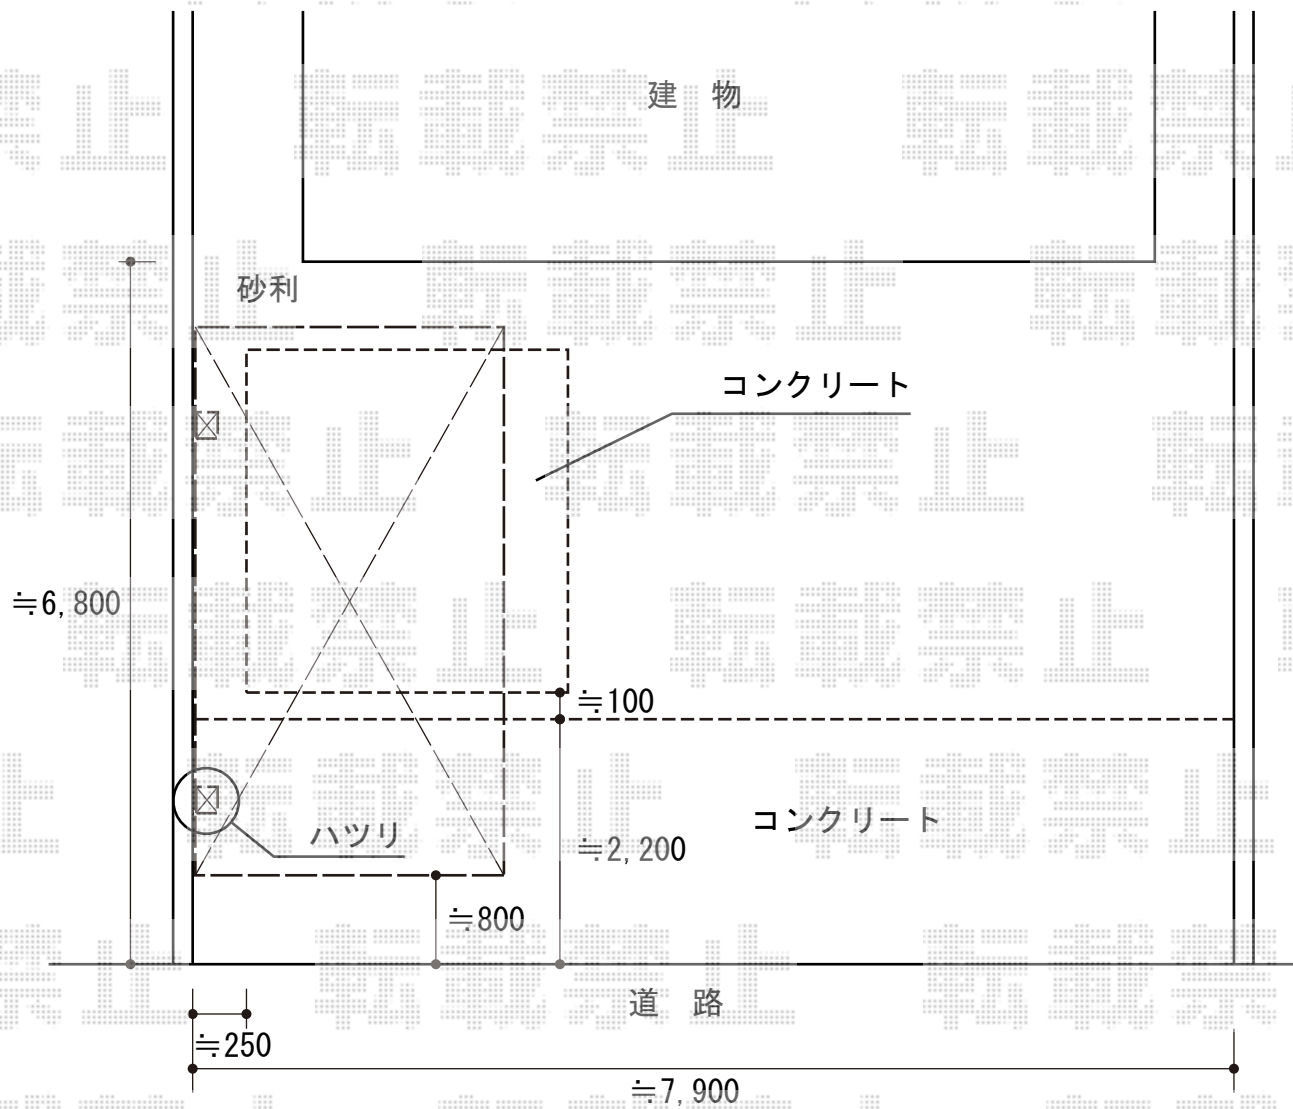 建 物
砂利
コンクリート
≒6,800
≒100
コンクリート
ハツリ
≒2,200
≒800
道 路
≒250
≒7,900
転載禁止